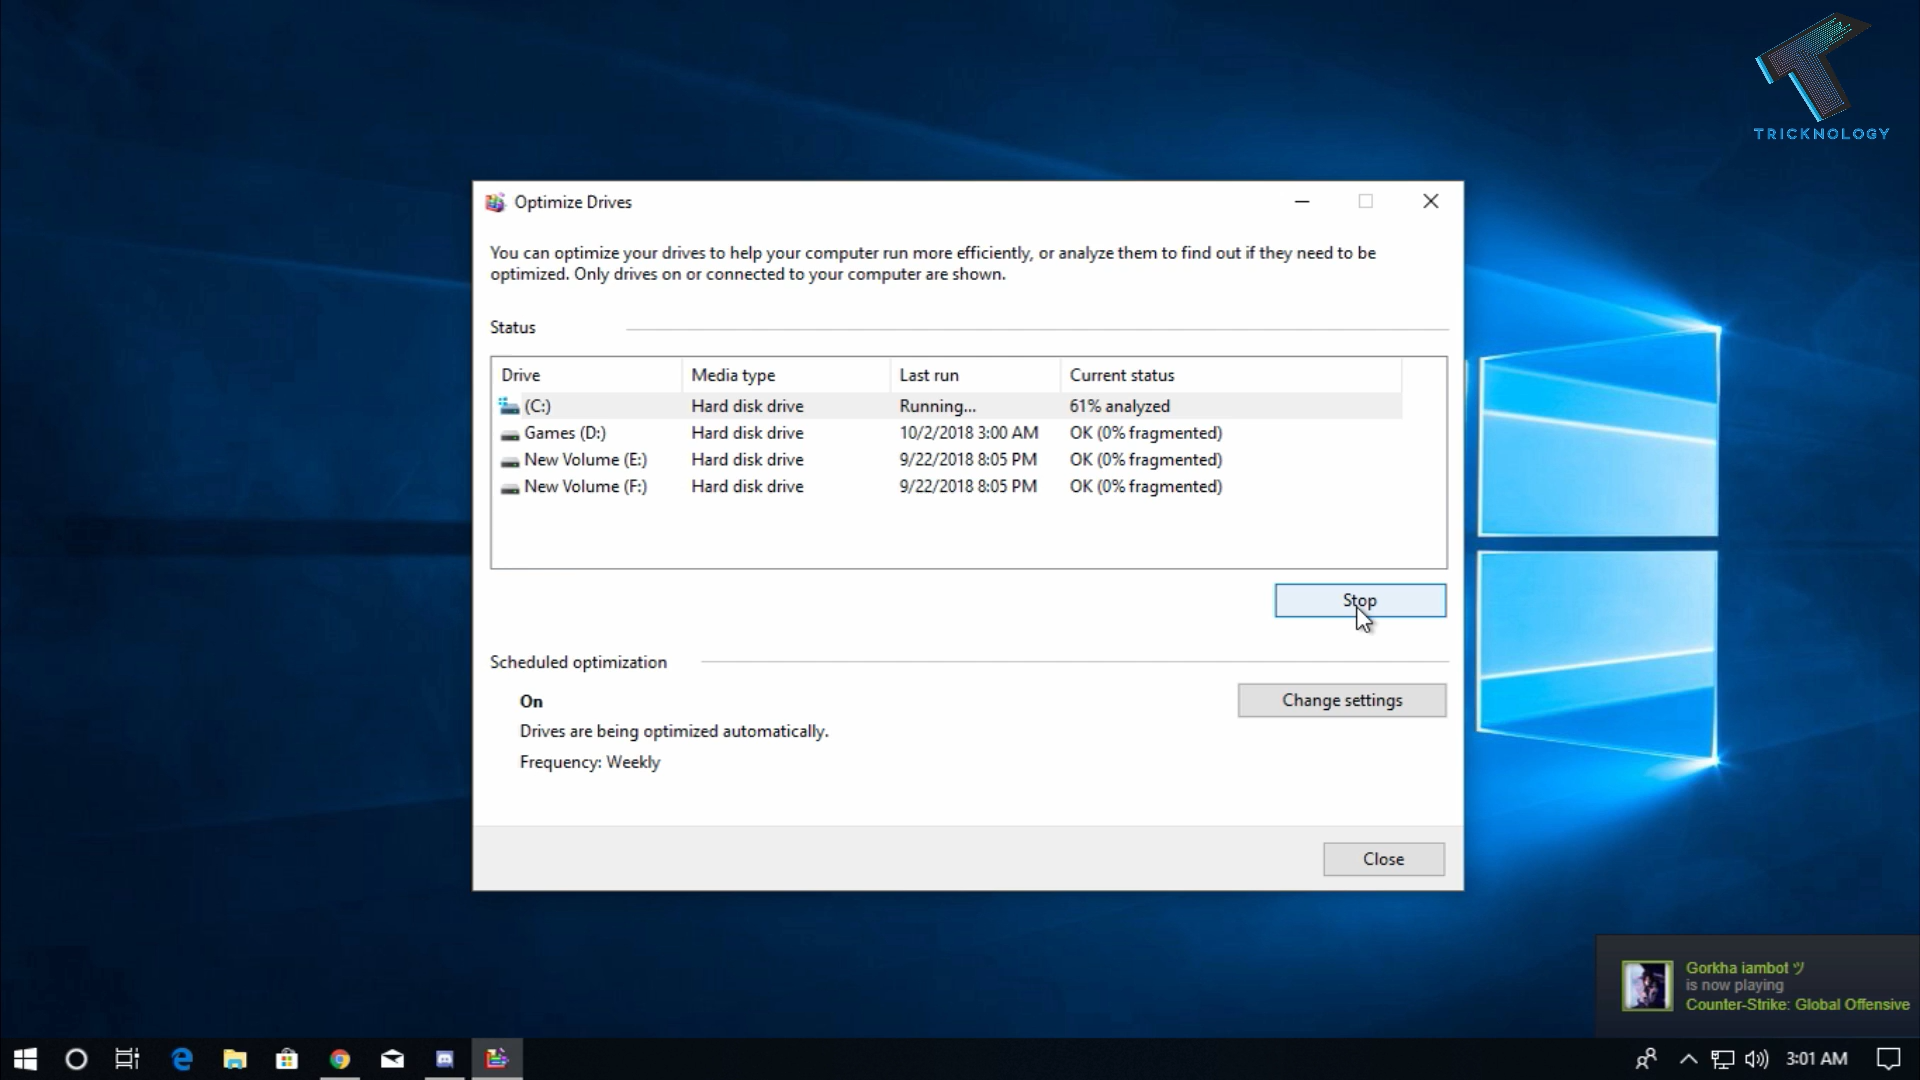 TRICKNOLOGY
Optimize Drives
You can optimize your drives to help your computer run more efficiently, or analyze them to find out if they need to be
optimized. Only drives on or connected to your computer are shown.
Status
Drive Media type Last run Current status
(C:) Hard disk drive Running... 61% analyzed
Games (D:) Hard disk drive 10/2/2018 3:00 AM OK (0% fragmented)
New Volume (E:) Hard disk drive 9/22/2018 8:05 PM OK (0% fragmented)
New Volume (F:) Hard disk drive 9/22/2018 8:05 PM OK (0% fragmented)
Stop
Scheduled optimization
On
Change settings
Drives are being optimized automatically.
Frequency: Weekly
Close
Gorkha iambot ツ
is now playing
Counter-Strike: Global Offensive
3:01 AM